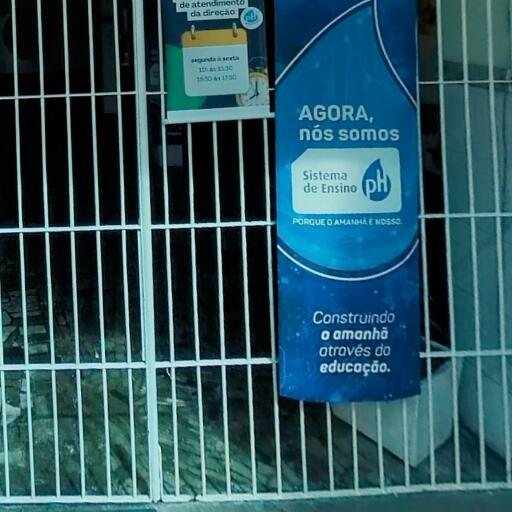 de atendimento
da direção
segunda a sexta
AGORA,
nós somos
Sistema
de Ensino
pH
PORQUE O AMANHÃ É NOSSO.
Construindo
o amanhã
através da
educação.